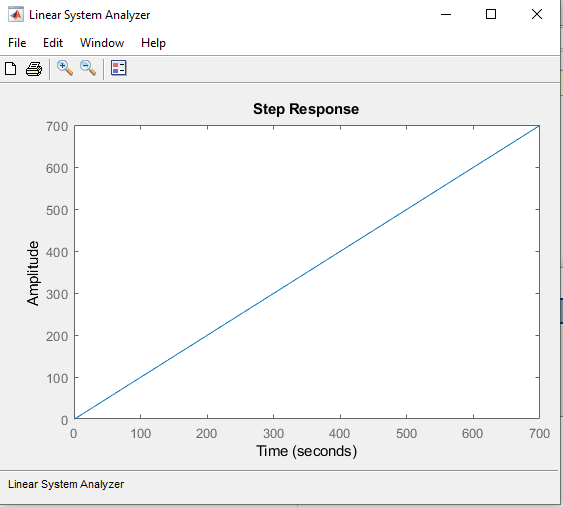 Linear System Analyzer
File Edit Window Help
Step Response
700
600
500
400
300
200
100
0
Amplitude
0 100 200 300 400 500 600 700
Time (seconds)
Linear System Analyzer